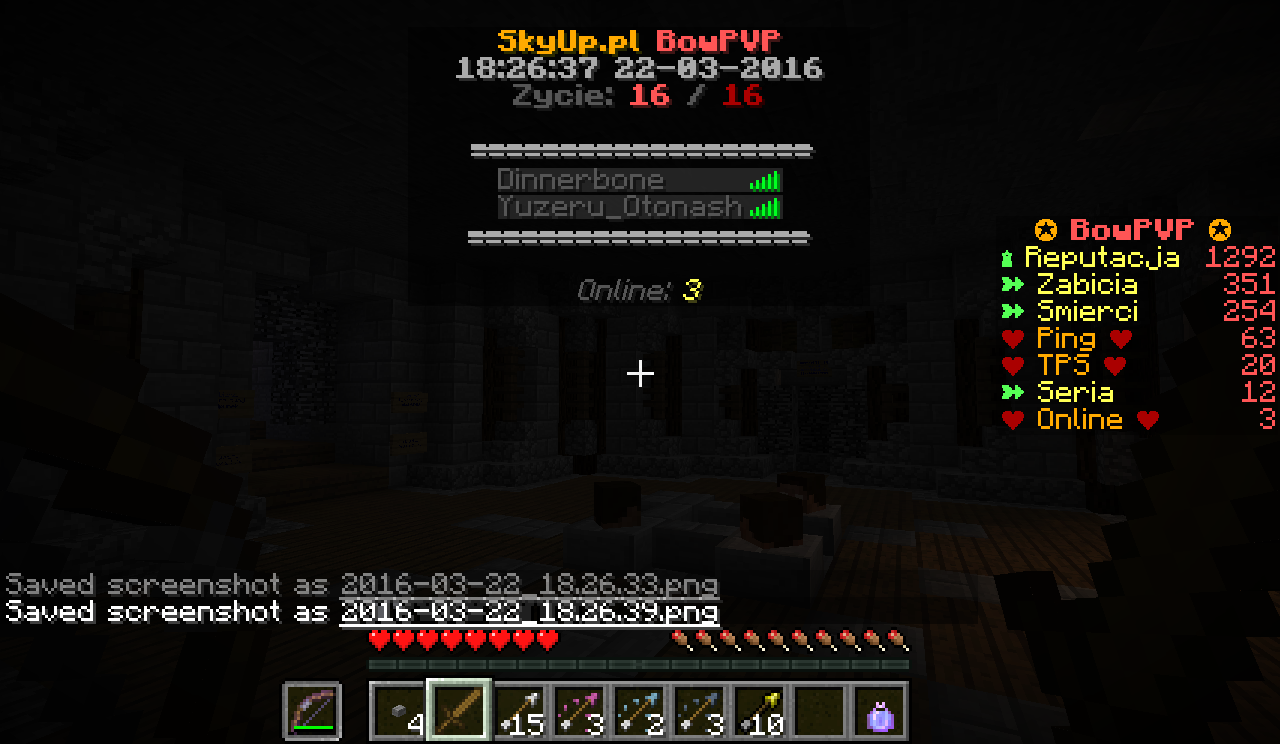 SkyUp.pl BowPVP
18:26:37 22-03-2016
Zycie: 16 / 16
Dinnerbone
Yuzeru_Otonash
Online: 3
✪ BowPVP ✪
Reputacja 1292
Zabicia 351
Smierci 254
❤ Ping ❤ 63
❤ TPS ❤ 20
Seria 12
❤ Online ❤ 3
Saved screenshot as 2016-03-22_18.26.33.png
Saved screenshot as 2016-03-22_18.26.39.png
4 15 3 2 3 10